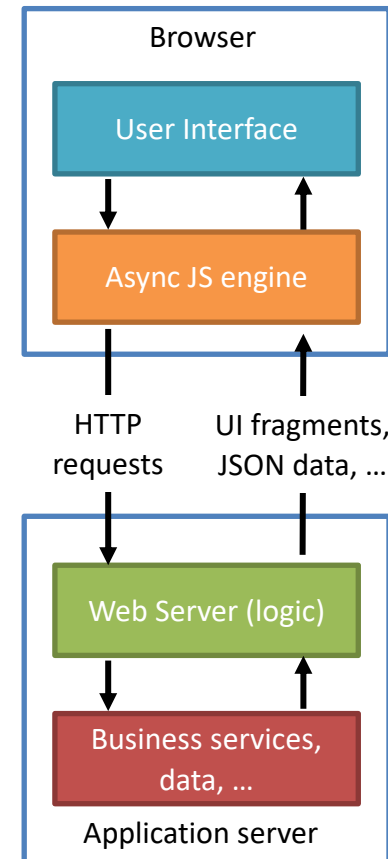 Browser
User Interface
Async JS engine
HTTP
requests
UI fragments,
JSON data, …
Web Server (logic)
Business services,
data, …
Application server